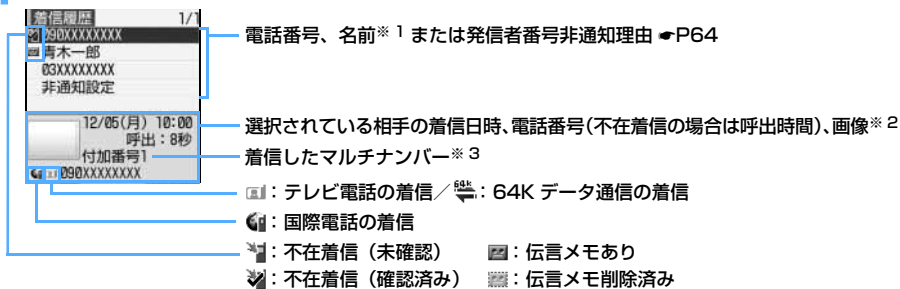 着信履歴 1/1
090XXXXXXXX
青木一郎
03XXXXXXXX
非通知設定
12/05(月) 10:00
呼出:8秒
付加番号1
090XXXXXXXX
電話番号、名前※1または発信者番号非通知理由 ☛P64
選択されている相手の着信日時、電話番号(不在着信の場合は呼出時間)、画像※2
着信したマルチナンバー※3
:テレビ電話の着信/64K:64K データ通信の着信
:国際電話の着信
:不在着信(未確認) :伝言メモあり
:不在着信(確認済み) :伝言メモ削除済み